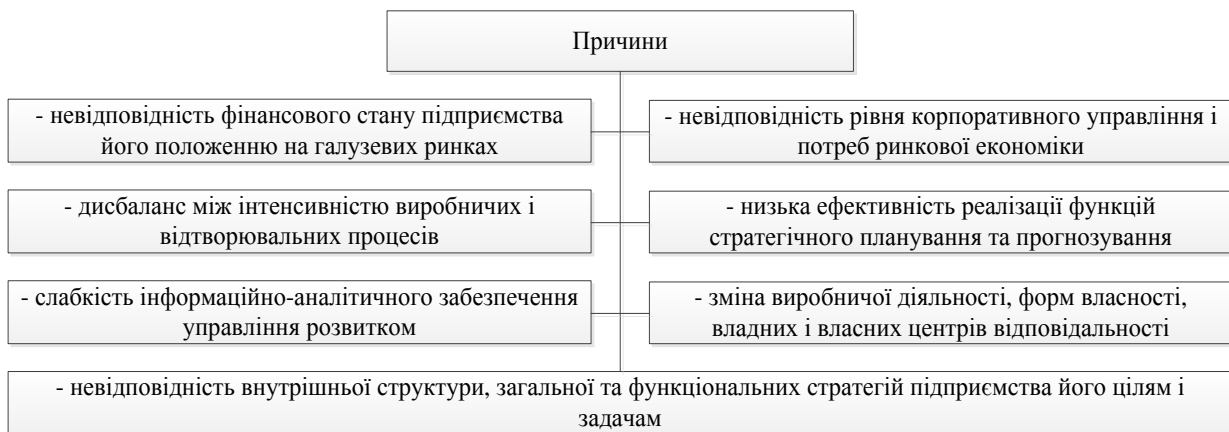 Причини
- невідповідність фінансового стану підприємства
його положенню на галузевих ринках
- невідповідність рівня корпоративного управління і
потреб ринкової економіки
- дисбаланс між інтенсивністю виробничих і
відтворювальних процесів
- низька ефективність реалізації функцій
стратегічного планування та прогнозування
- слабкість інформаційно-аналітичного забезпечення
управління розвитком
- зміна виробничої діяльності, форм власності,
владних і власних центрів відповідальності
- невідповідність внутрішньої структури, загальної та функціональних стратегій підприємства його цілям і
задачам